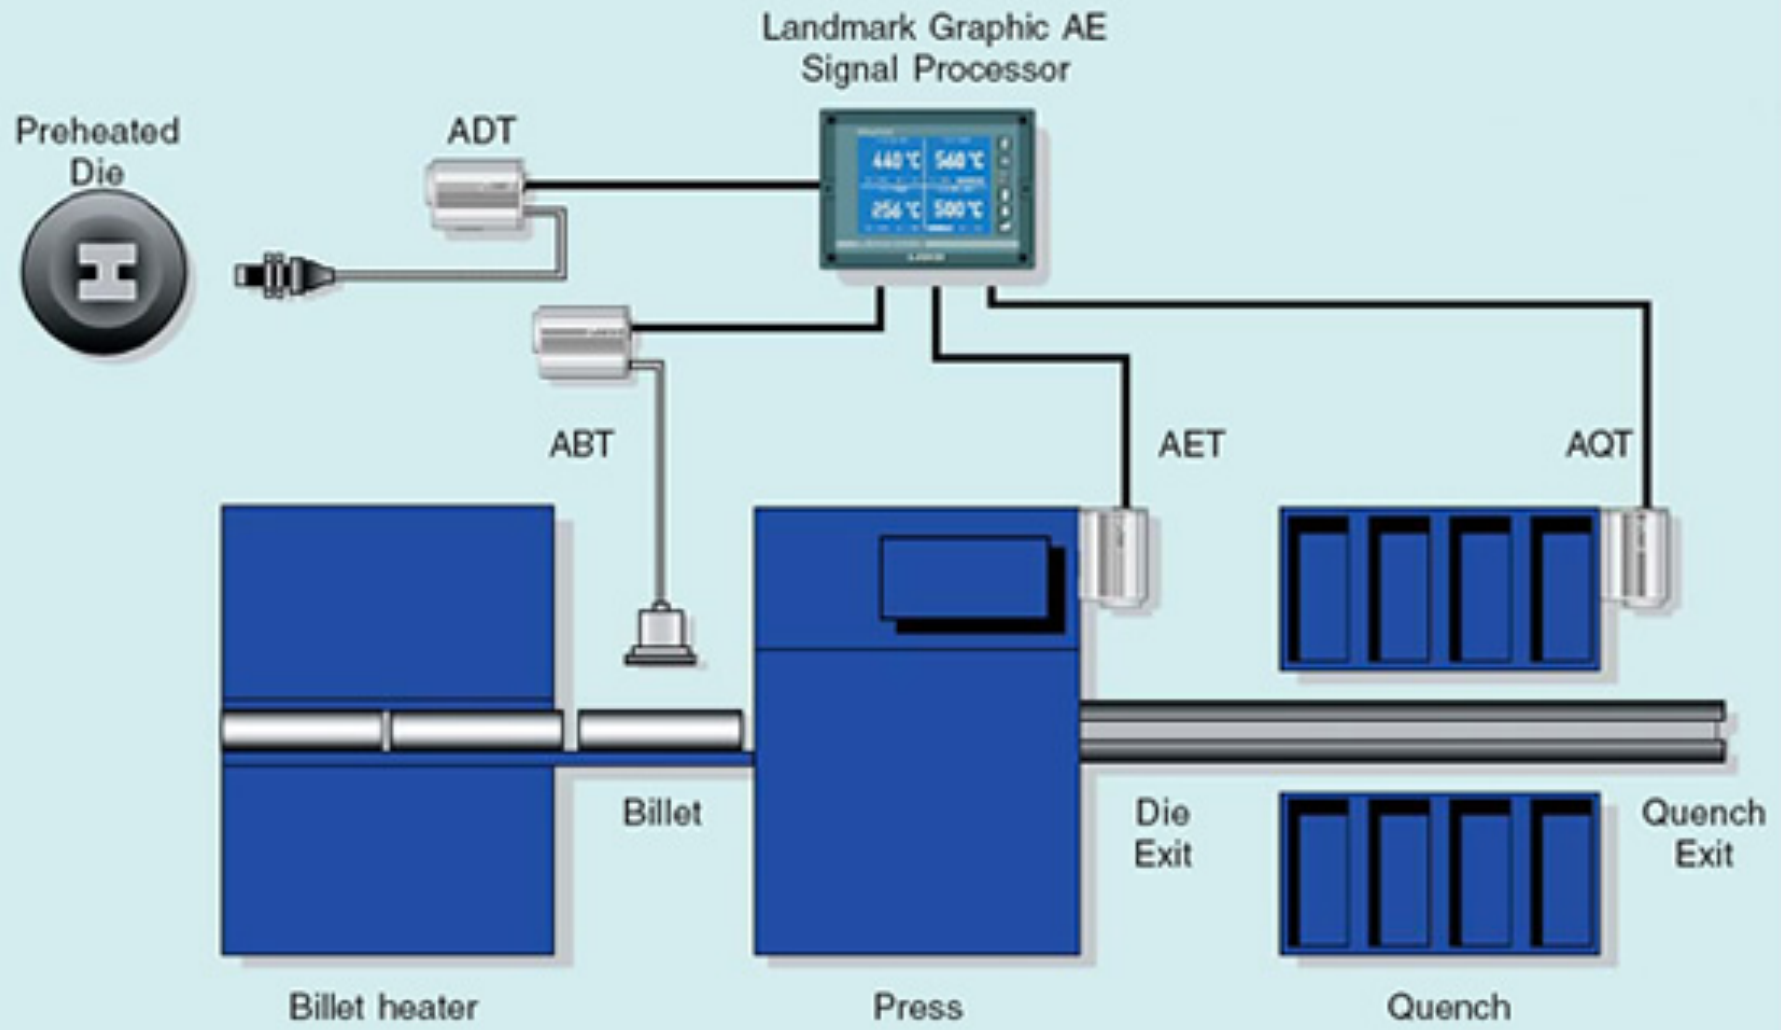 Landmark Graphic AE
Signal Processor
Preheated
Die
ADT
440°C 560°C
256°C 500°C
ABT
AET
AQT
Billet
Die
Exit
Quench
Exit
Billet heater
Press
Quench